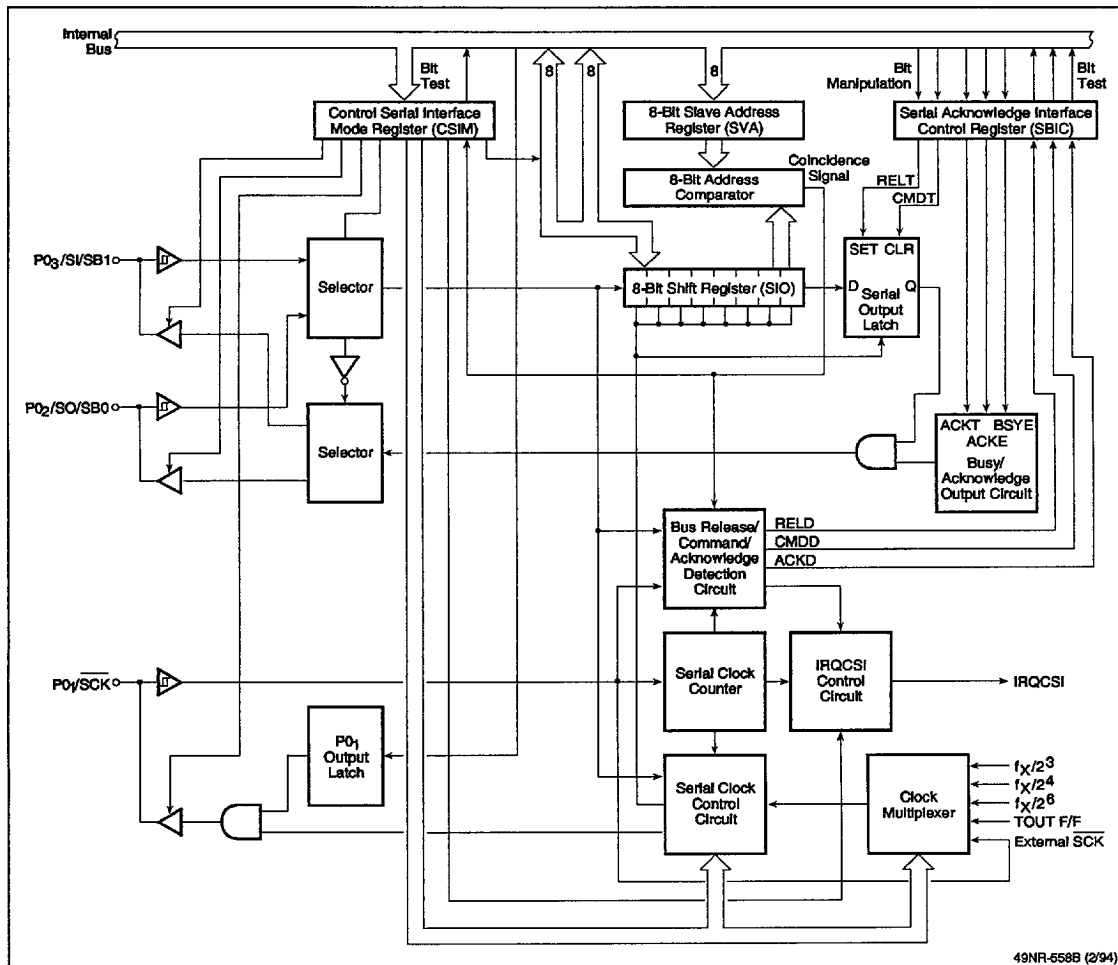 Internal
Bus
8
8
8
Bit
Test
Bit
Manipulation
Bit
Test
Control Serial Interface
Mode Register (CSIM)
8-Bit Slave Address
Register (SVA)
Serial Acknowledge Interface
Control Register (SBIC)
8-Bit Address
Comparator
Coincidence
Signal
RELT
CMDT
P03/SI/SB1
Selector
8-Bit Shift Register (SIO)
SET CLR
D Q
Serial
Output
Latch
P02/SO/SB0
Selector
ACKT BSYE
ACKE
Busy/
Acknowledge
Output Circuit
Bus Release/
Command/
Acknowledge
Detection
Circuit
RELD
CMDD
ACKD
P01/SCK
Serial Clock
Counter
IRQCSI
Control
Circuit
IRQCSI
P01
Output
Latch
Serial Clock
Control
Circuit
Clock
Multiplexer
fX/2^3
fX/2^4
fX/2^6
TOUT F/F
External SCK
49NR-558B (2/94)